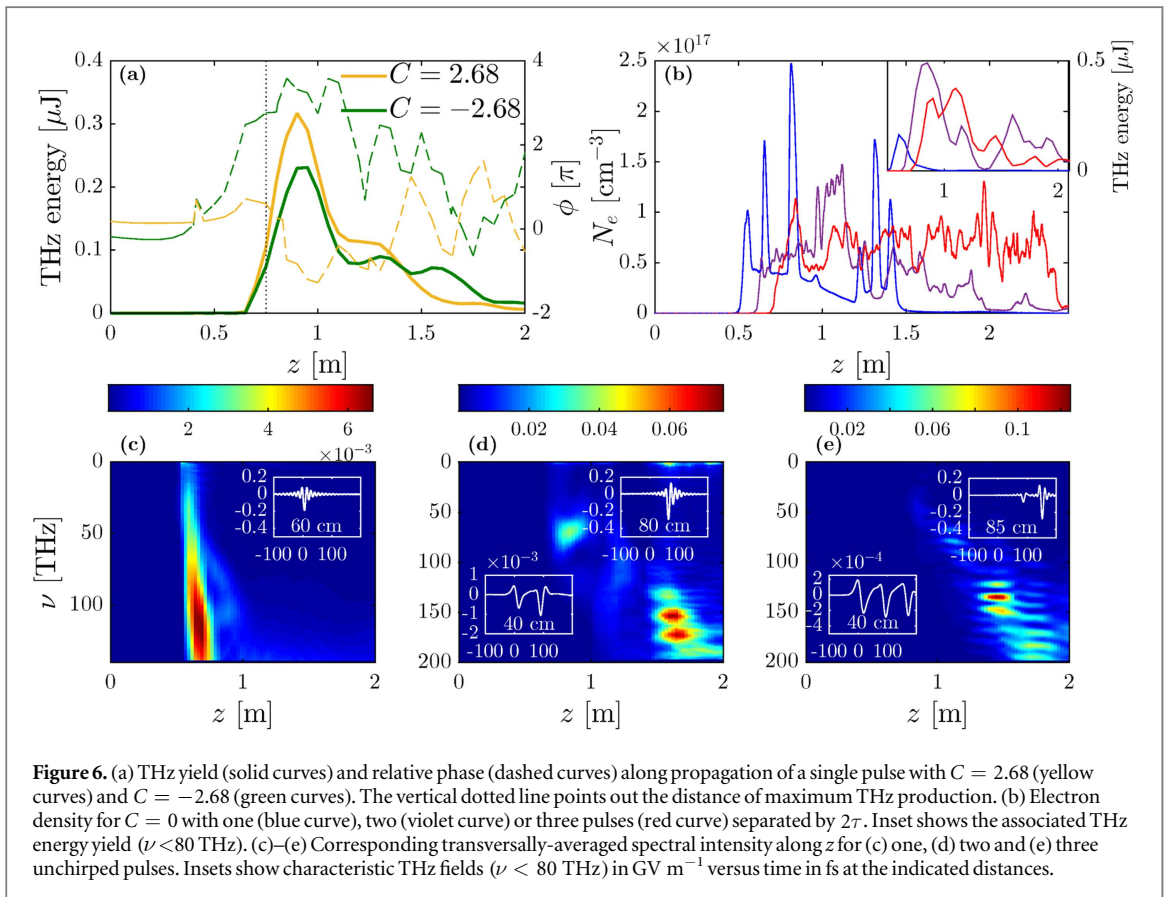 ×10¹⁷
(a)
C = 2.68
C = −2.68
THz energy [μJ]
0.4
0.3
0.2
0.1
0
4
2
0
-2
ϕ [π]
0 0.5 1 1.5 2
z [m]
(b)
Nₑ [cm⁻³]
2.5
2
1.5
1
0.5
0
0.5
0
THz energy [μJ]
1 2
0 0.5 1 1.5 2
z [m]
2 4 6
×10⁻³
0.02 0.04 0.06
0.02 0.06 0.1
(c)
ν [THz]
0
50
100
0.2
0
-0.2
-0.4
60 cm
-100 0 100
0 1 2
z [m]
(d)
0
50
100
150
200
0.2
0
-0.2
-0.4
80 cm
-100 0 100
×10⁻³
1
0
-1
-2
40 cm
-100 0 100
0 1 2
z [m]
(e)
0
50
100
150
200
0.2
0
-0.2
-0.4
85 cm
-100 0 100
×10⁻⁴
2
0
-2
-4
40 cm
-100 0 100
0 1 2
z [m]
Figure 6. (a) THz yield (solid curves) and relative phase (dashed curves) along propagation of a single pulse with C = 2.68 (yellow
curves) and C = −2.68 (green curves). The vertical dotted line points out the distance of maximum THz production. (b) Electron
density for C = 0 with one (blue curve), two (violet curve) or three pulses (red curve) separated by 2τ. Inset shows the associated THz
energy yield (ν <80 THz). (c)–(e) Corresponding transversally-averaged spectral intensity along z for (c) one, (d) two and (e) three
unchirped pulses. Insets show characteristic THz fields (ν < 80 THz) in GV m⁻¹ versus time in fs at the indicated distances.